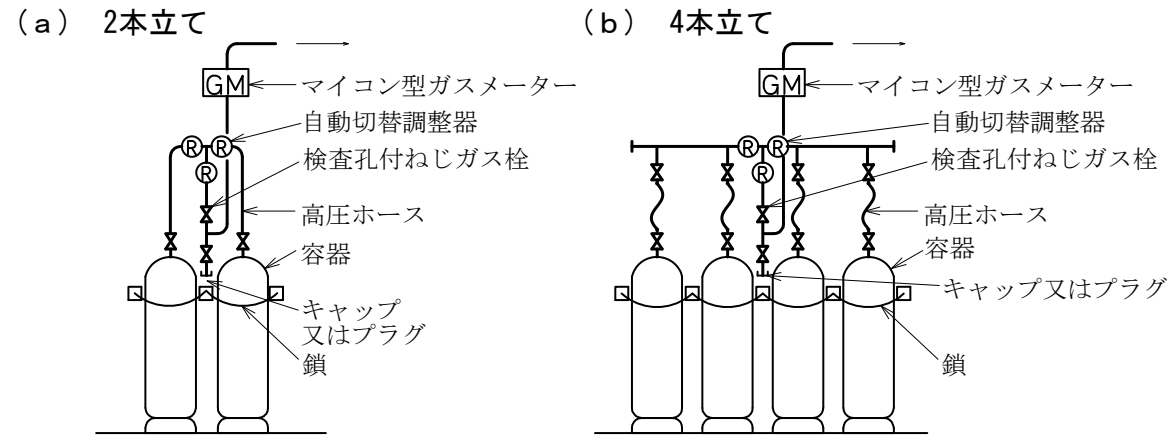 (a) 2本立て
GM
マイコン型ガスメーター
自動切替調整器
R
R
R
検査孔付ねじガス栓
高圧ホース
容器
キャップ
又はプラグ
鎖
(b) 4本立て
GM
マイコン型ガスメーター
自動切替調整器
R
R
R
検査孔付ねじガス栓
高圧ホース
容器
キャップ又はプラグ
鎖